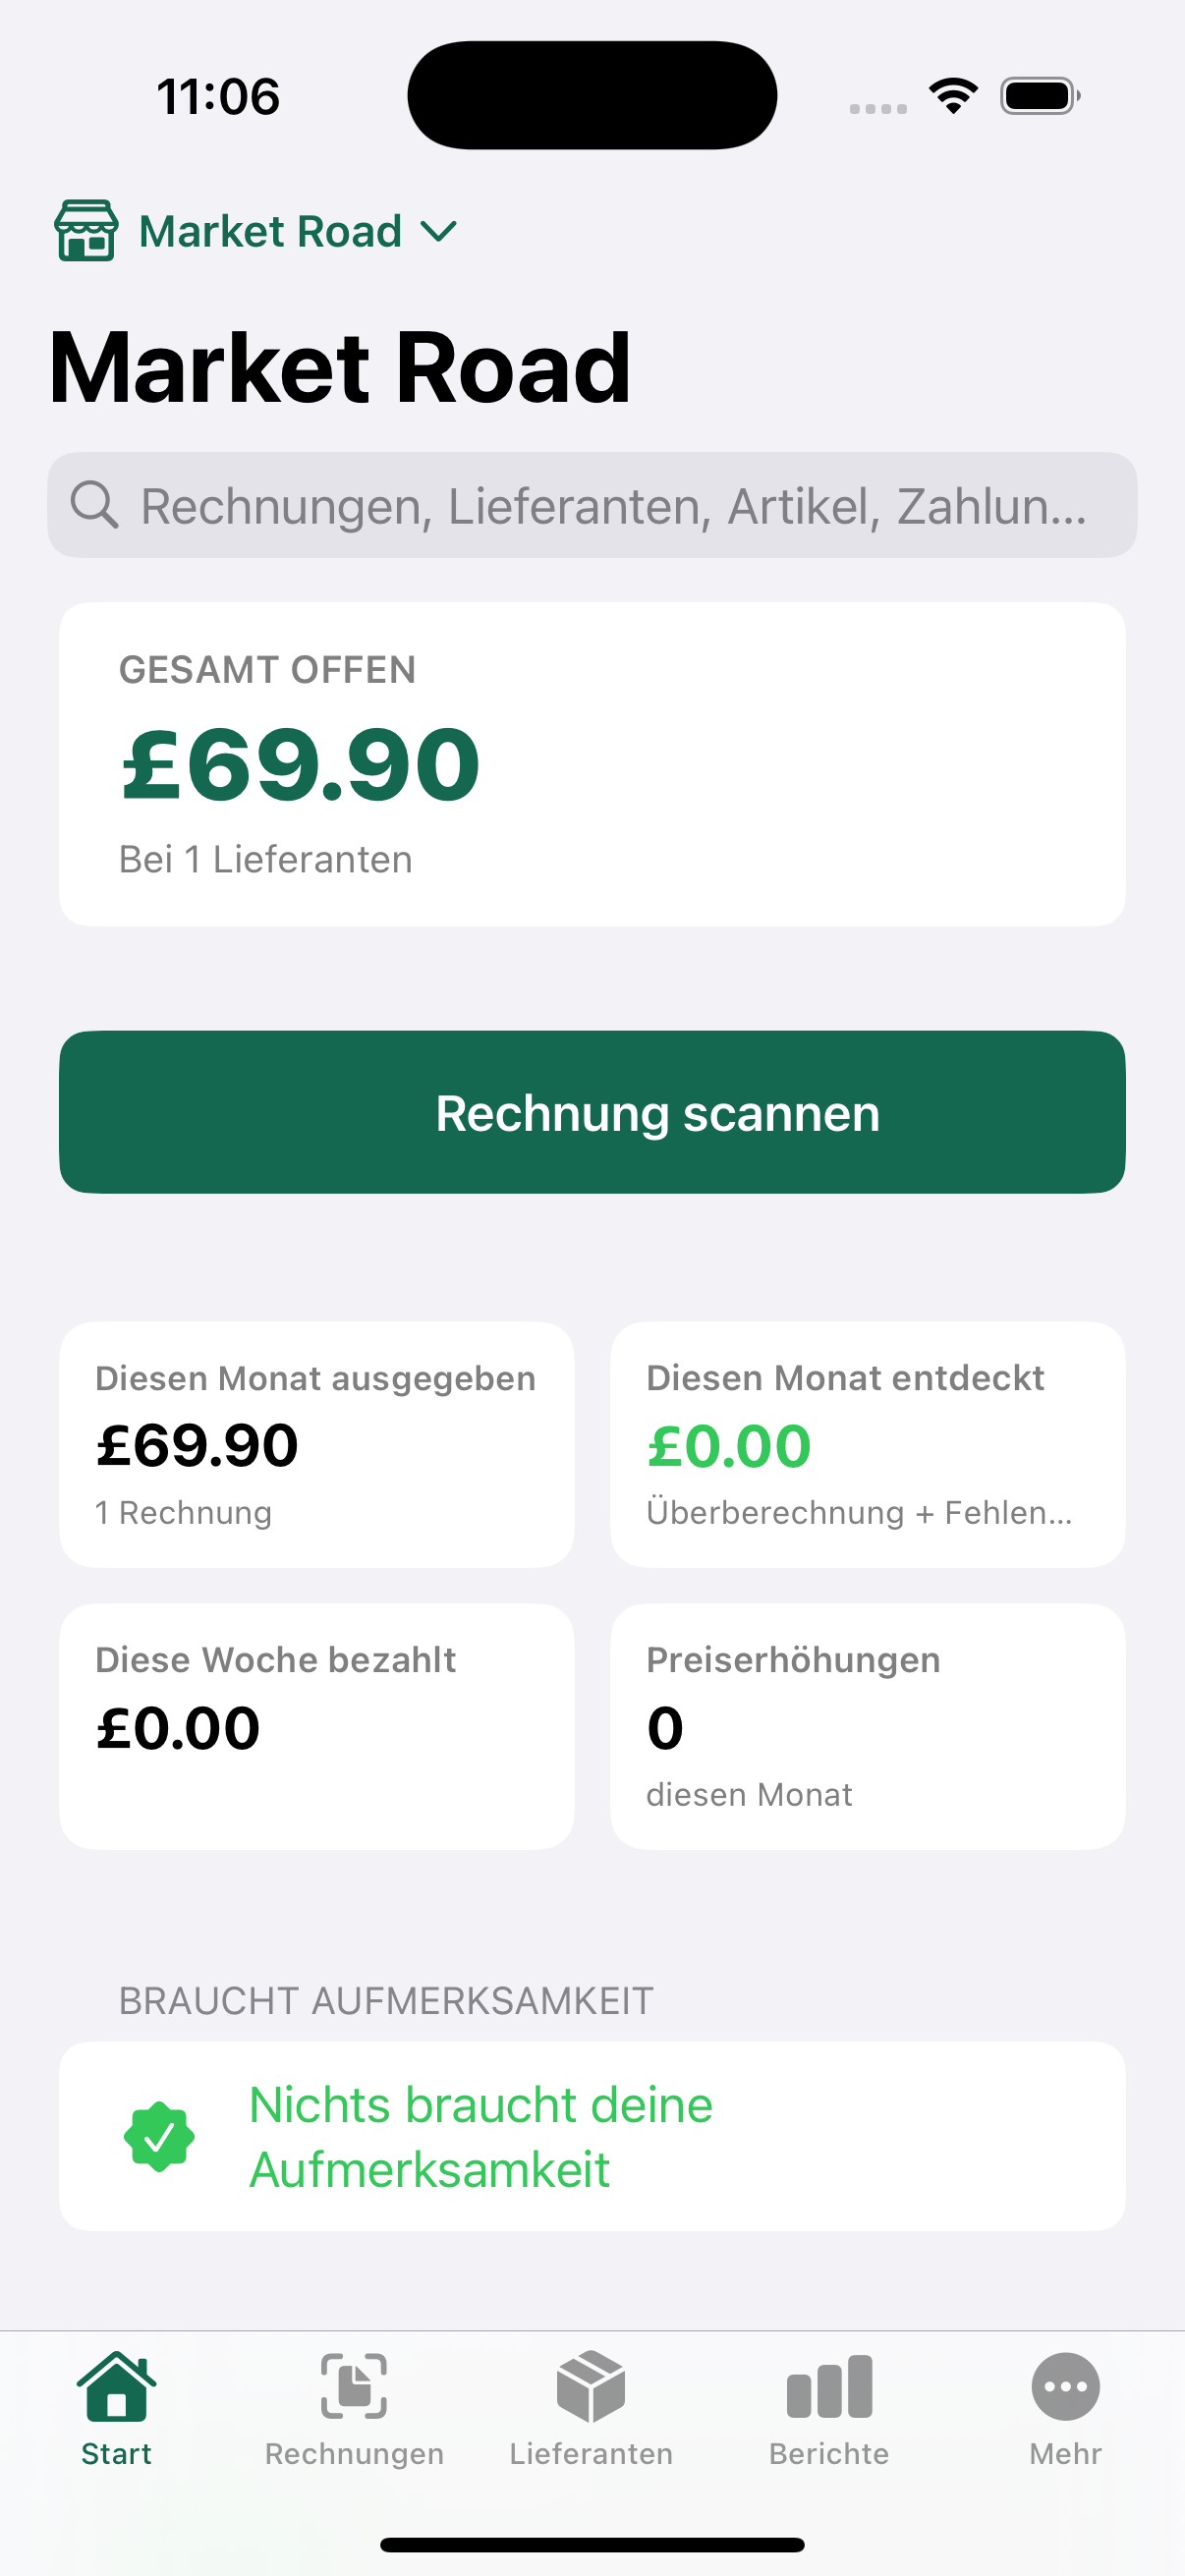 11:06
Market Road
Market Road
Rechnungen, Lieferanten, Artikel, Zahlun...
GESAMT OFFEN
£69.90
Bei 1 Lieferanten
Rechnung scannen
Diesen Monat ausgegeben
£69.90
1 Rechnung
Diesen Monat entdeckt
£0.00
Überberechnung + Fehlen...
Diese Woche bezahlt
£0.00
Preiserhöhungen
0
diesen Monat
BRAUCHT AUFMERKSAMKEIT
Nichts braucht deine
Aufmerksamkeit
Start
Rechnungen
Lieferanten
Berichte
Mehr